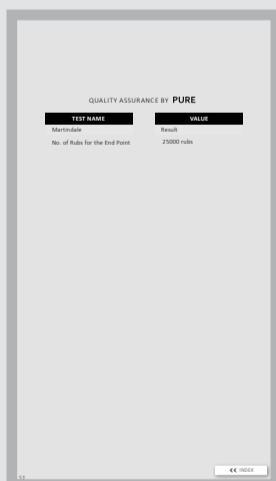 QUALITY ASSURANCE BY PURE
TEST NAME VALUE
Martindale Result
No. of Rubs for the End Point 25000 rubs
INDEX